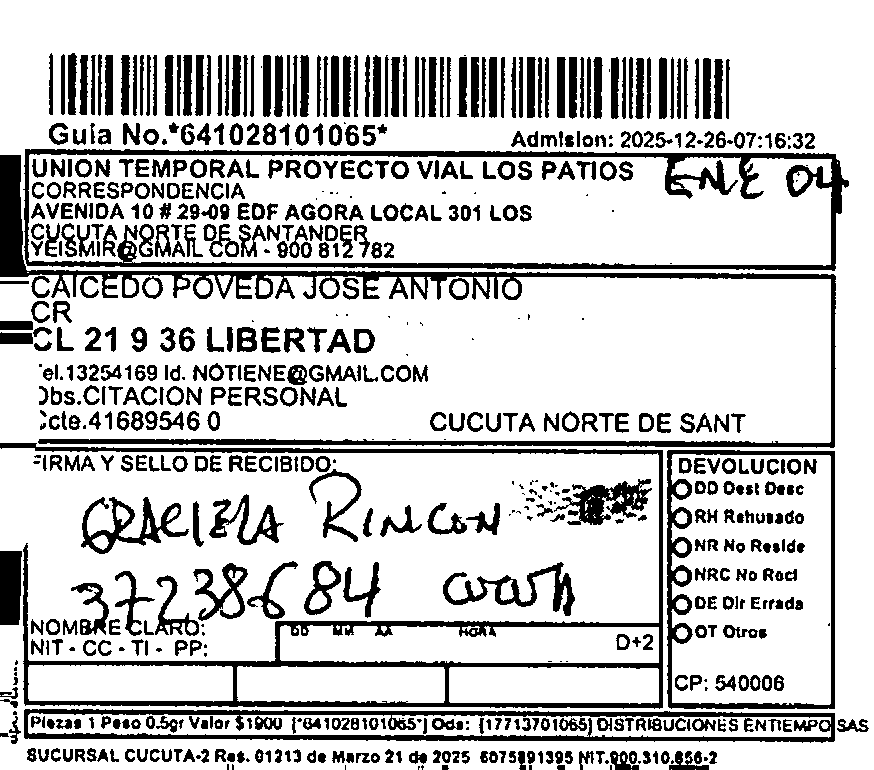 Guia No.*641028101065*
Admision: 2025-12-26-07:16:32
UNION TEMPORAL PROYECTO VIAL LOS PATIOS
ENE 04
CORRESPONDENCIA
AVENIDA 10 # 29-09 EDF AGORA LOCAL 301 LOS
CUCUTA NORTE DE SANTANDER
YEISMIR@GMAIL COM - 900 812 782
CAICEDO POVEDA JOSE ANTONIO
CR
CL 21 9 36 LIBERTAD
el.13254169 Id. NOTIENE@GMAIL.COM
Obs.CITACION PERSONAL
cte.41689546 0
CUCUTA NORTE DE SANT
FIRMA Y SELLO DE RECIBIDO:
GRACIELA RINCON
37238684 CUCUTA
NOMBRE CLARO:
NIT - CC - TI - PP:
DD MM AA HORA
D+2
DEVOLUCION
DD Dest Desc
RH Rehusado
NR No Reside
NRC No Recl
DE Dir Errada
OT Otros
CP: 540006
Piezas 1 Peso 0.5gr Valor $1900 [*641028101065*] Ods: [17713701065] DISTRIBUCIONES ENTIEMPO SAS
SUCURSAL CUCUTA-2 Res. 01213 de Marzo 21 de 2025 6075891395 NIT.900.310.856-2